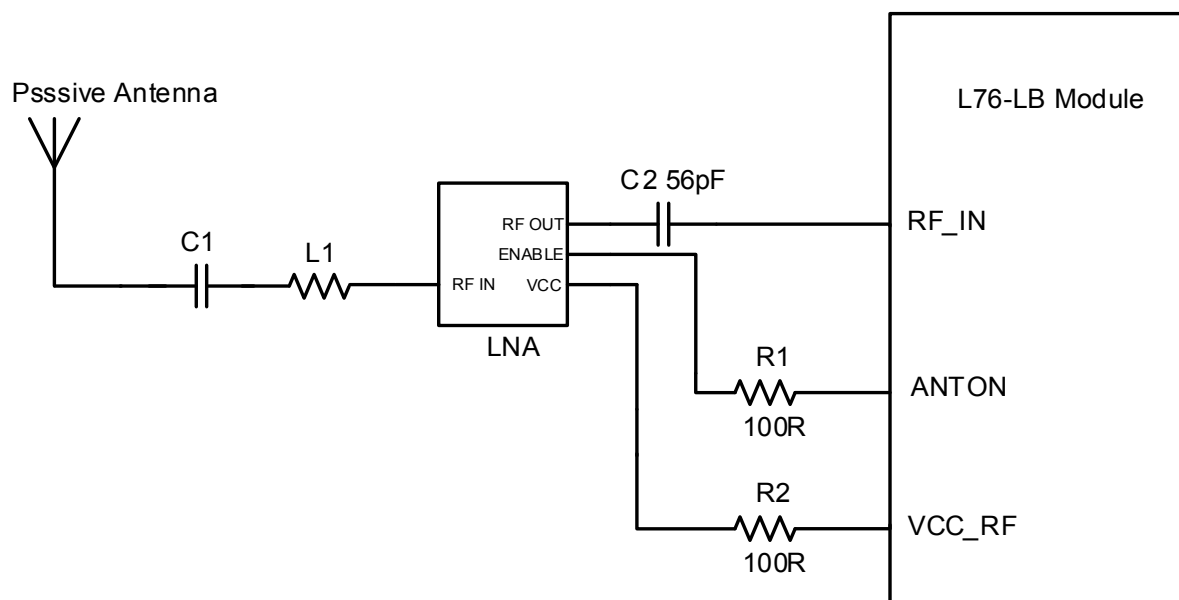 Psssive Antenna
L76-LB Module
C2 56pF
RF OUT
RF_IN
C1
L1
ENABLE
RF IN
VCC
LNA
R1
ANTON
100R
R2
VCC_RF
100R